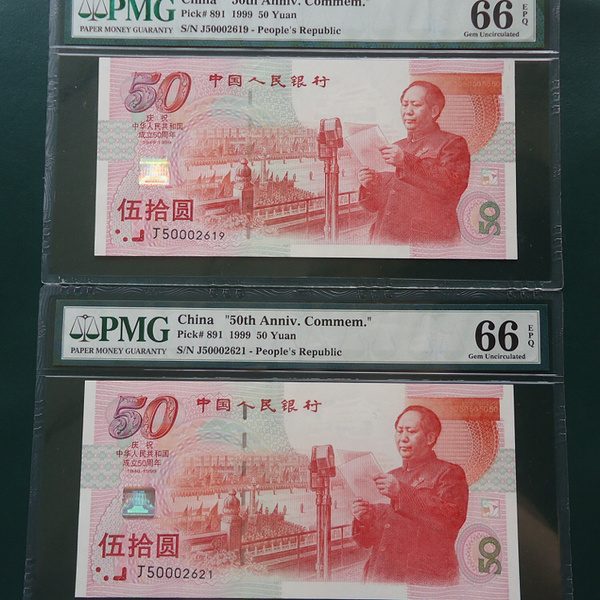 China "50th Anniv. Commem."
PMG Pick# 891 1999 50 Yuan 66 EPQ
PAPER MONEY GUARANTY S/N J50002619 - People's Republic Gem Uncirculated
50 中国人民银行
庆祝
中华人民共和国
成立50周年
1949-1999
伍拾圆
J50002619
50
China "50th Anniv. Commem."
PMG Pick# 891 1999 50 Yuan 66 EPQ
PAPER MONEY GUARANTY S/N J50002621 - People's Republic Gem Uncirculated
50 中国人民银行
庆祝
中华人民共和国
成立50周年
1949-1999
伍拾圆
J50002621
50